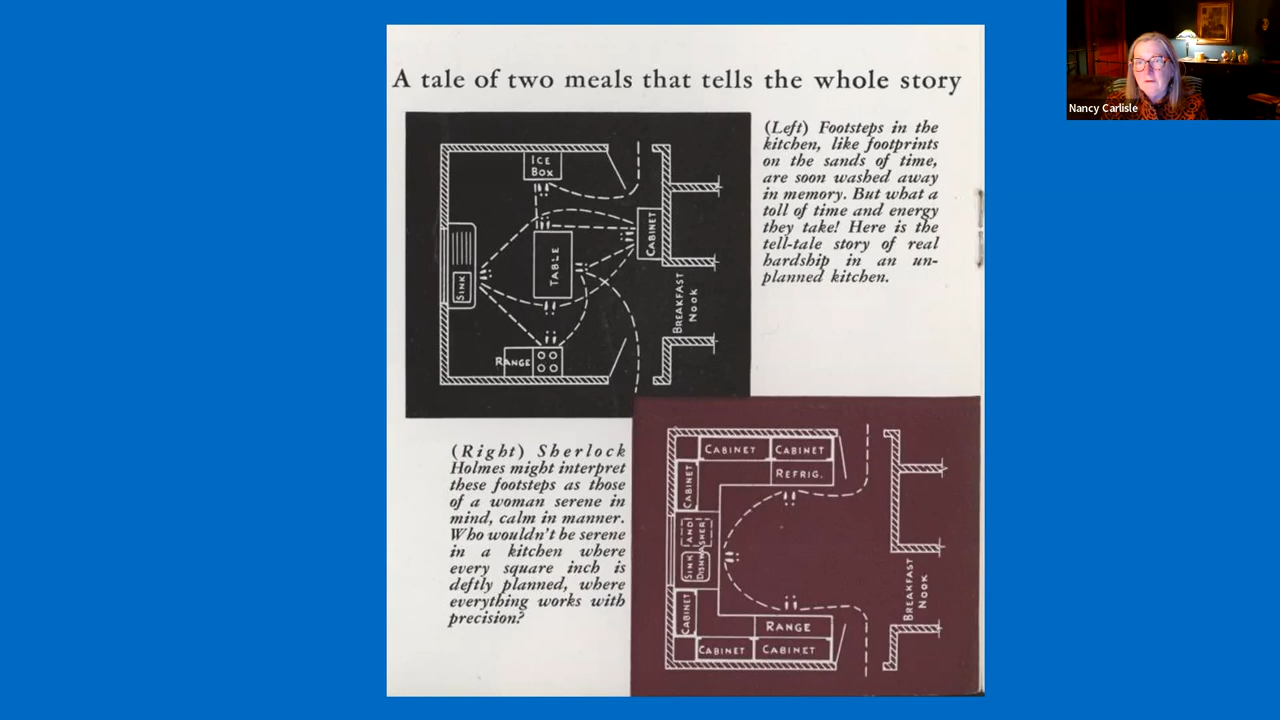 A tale of two meals that tells the whole story
(Left) Footsteps in the
kitchen, like footprints
on the sands of time,
are soon washed away
in memory. But what a
toll of time and energy
they take! Here is the
tell-tale story of real
hardship in an un-
planned kitchen.
ICE
BOX
CABINET
TABLE
SINK
BREAKFAST
NOOK
RANGE
(Right) Sherlock
Holmes might interpret
these footsteps as those
of a woman serene in
mind, calm in manner.
Who wouldn't be serene
in a kitchen where
every square inch is
deftly planned, where
everything works with
precision?
CABINET
CABINET
REFRIG.
CABINET
SINK AND
DISHWASHER
BREAKFAST
NOOK
CABINET
RANGE
CABINET
CABINET
Nancy Carlisle